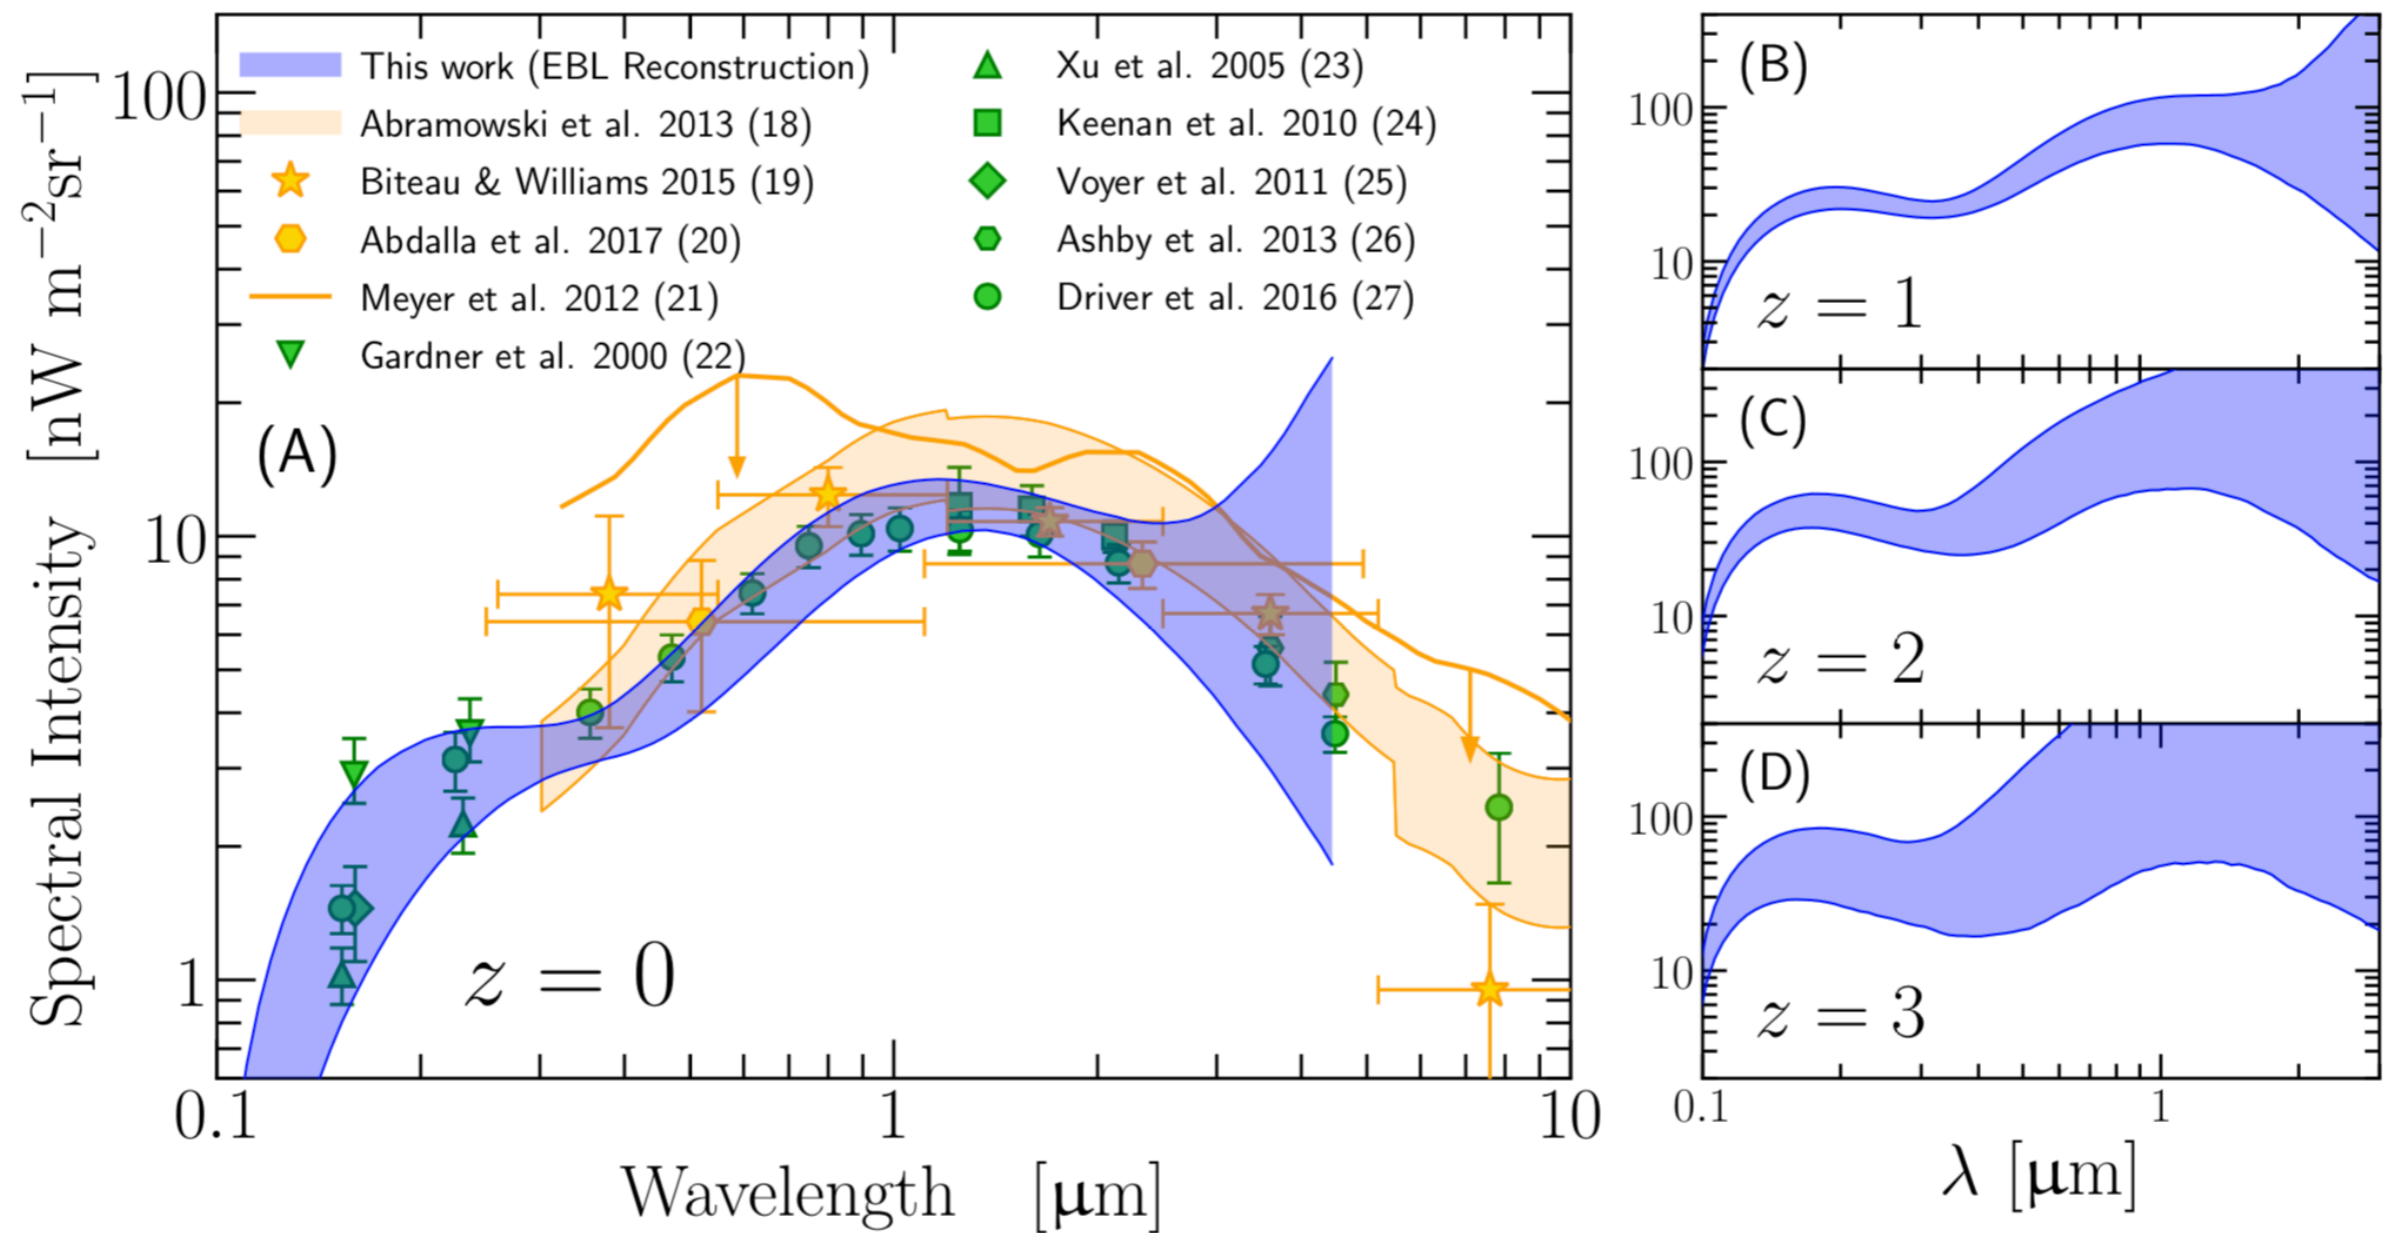 Spectral Intensity [nW m−2sr−1]
100
10
1
This work (EBL Reconstruction)
Abramowski et al. 2013 (18)
Biteau & Williams 2015 (19)
Abdalla et al. 2017 (20)
Meyer et al. 2012 (21)
Gardner et al. 2000 (22)
Xu et al. 2005 (23)
Keenan et al. 2010 (24)
Voyer et al. 2011 (25)
Ashby et al. 2013 (26)
Driver et al. 2016 (27)
(A)
z = 0
0.1
1
10
Wavelength [μm]
(B)
100
10
z = 1
(C)
100
10
z = 2
(D)
100
10
z = 3
0.1
1
λ [μm]